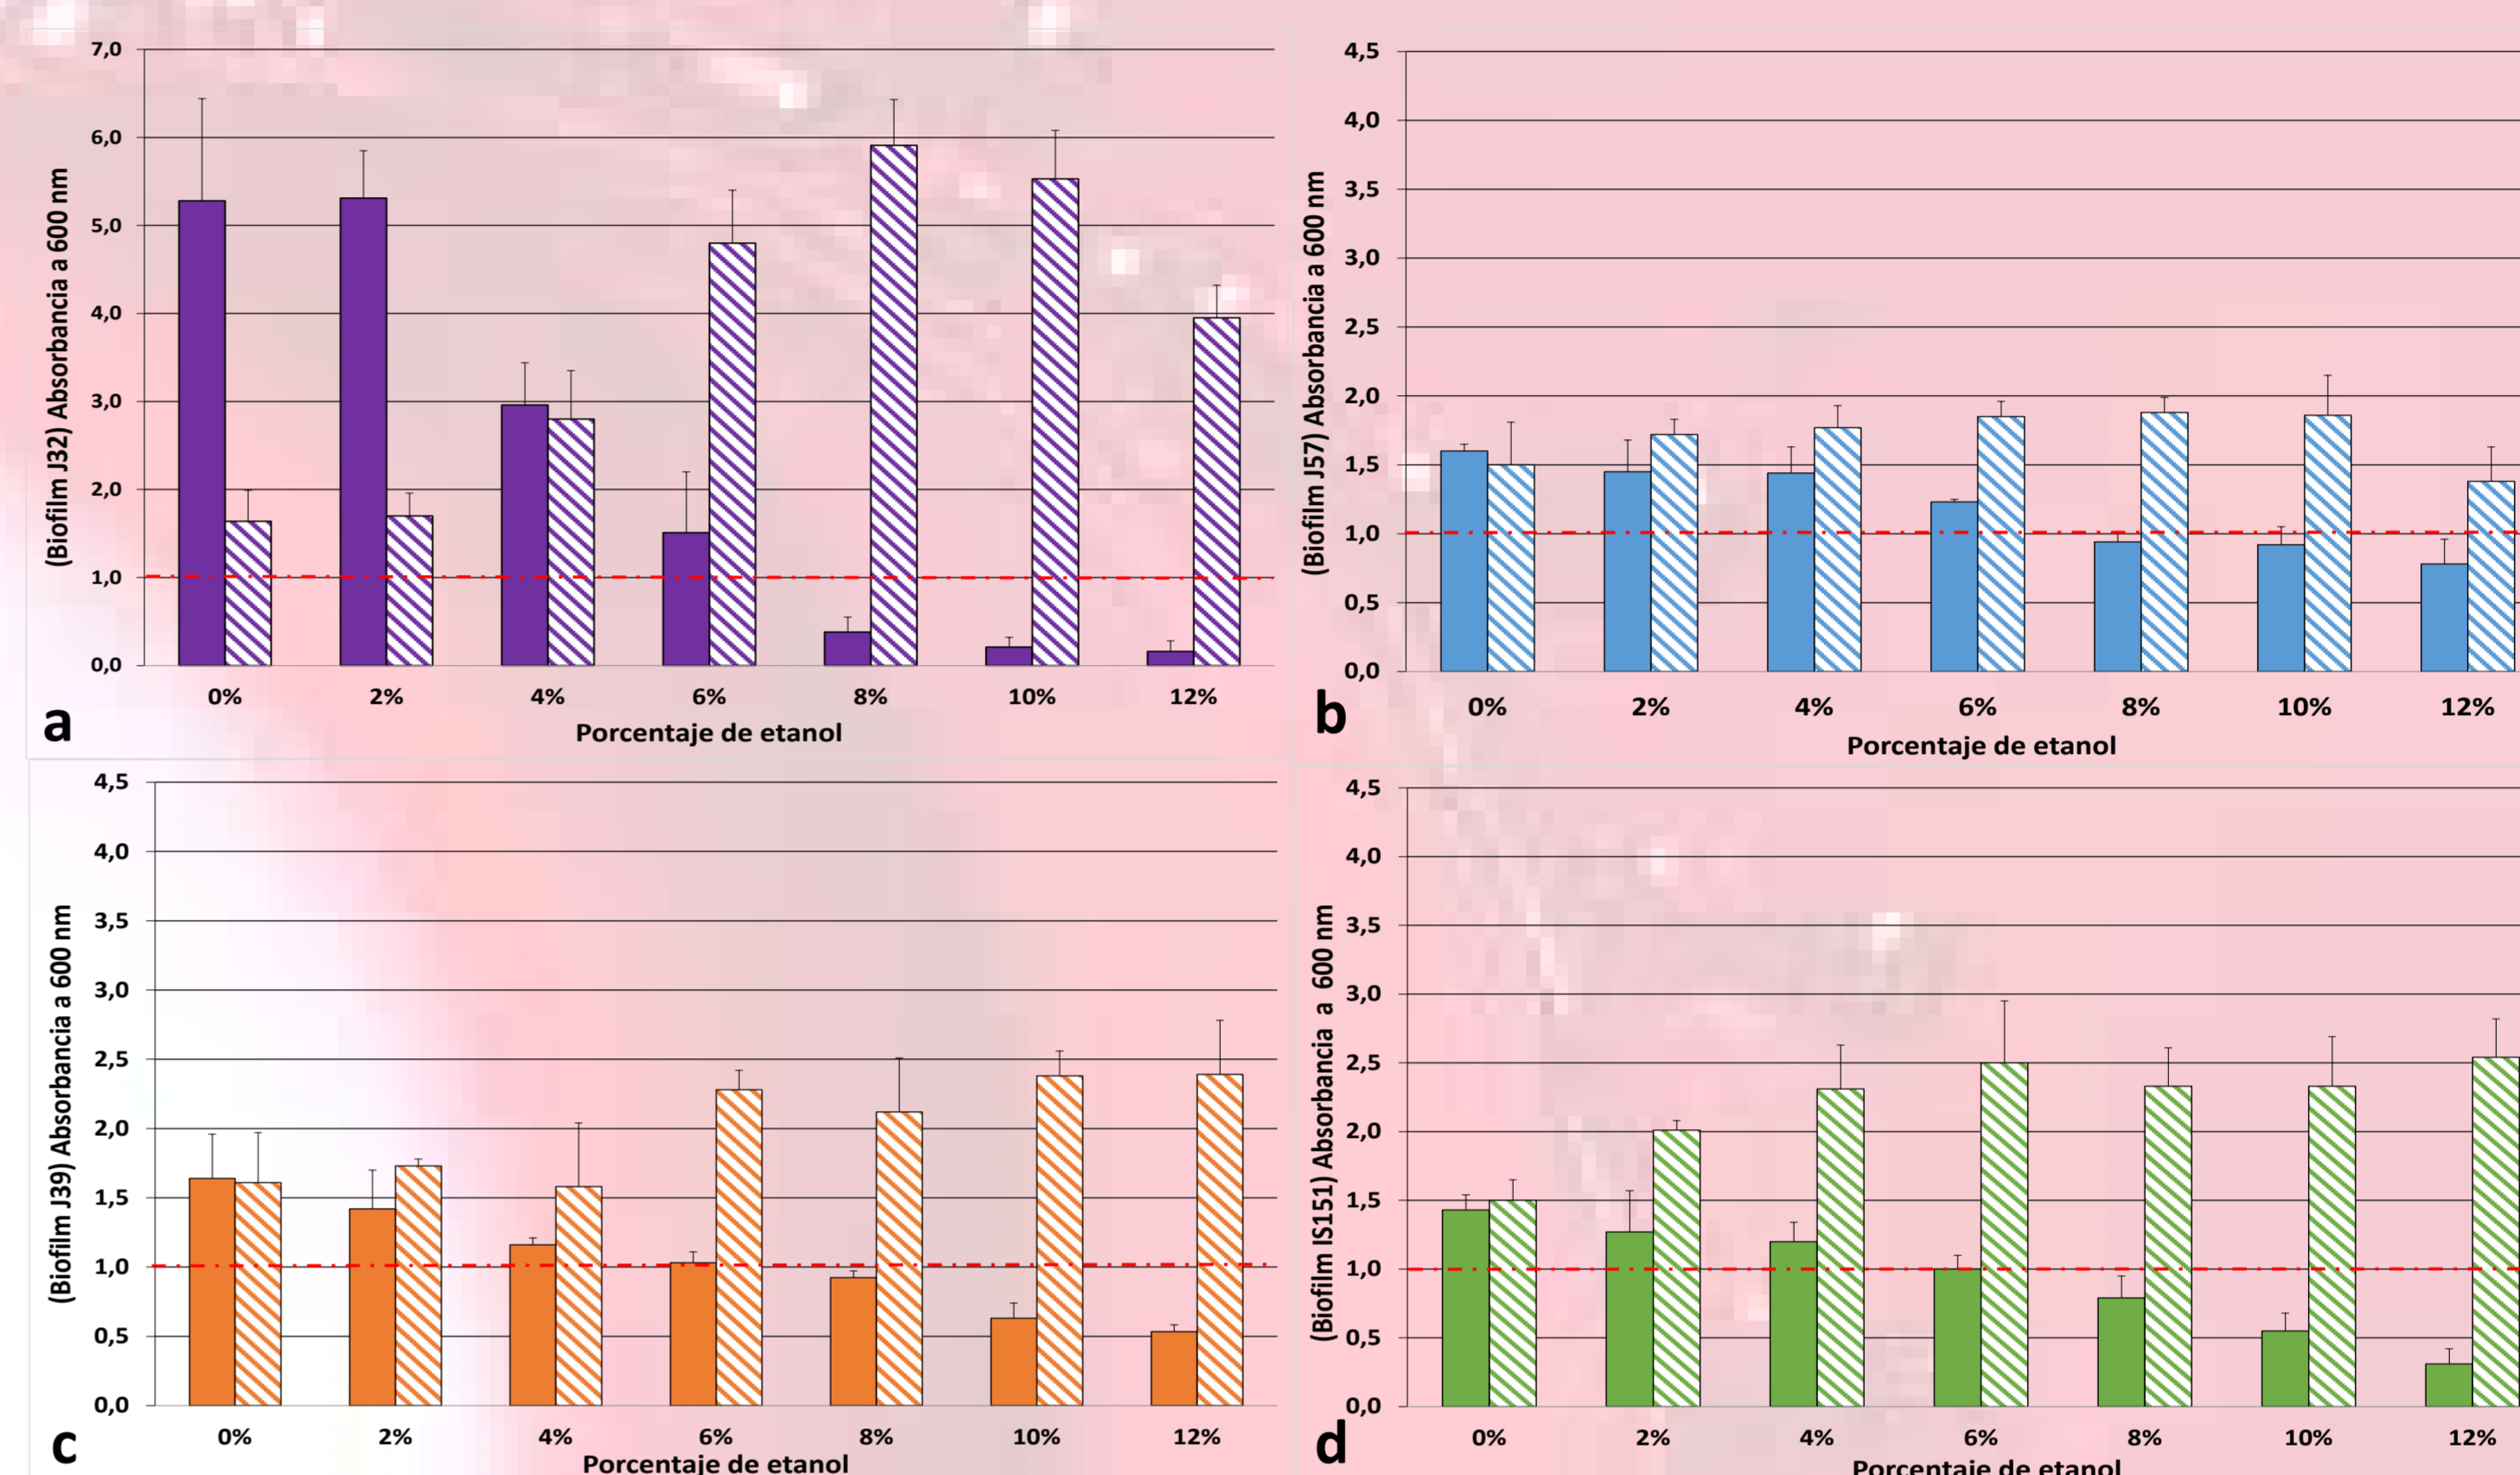 (Biofilm J32) Absorbancia a 600 nm
7,0
6,0
5,0
4,0
3,0
2,0
1,0
0,0
0% 2% 4% 6% 8% 10% 12%
Porcentaje de etanol
a
(Biofilm J57) Absorbancia a 600 nm
4,5
4,0
3,5
3,0
2,5
2,0
1,5
1,0
0,5
0,0
0% 2% 4% 6% 8% 10% 12%
Porcentaje de etanol
b
(Biofilm J39) Absorbancia a 600 nm
4,5
4,0
3,5
3,0
2,5
2,0
1,5
1,0
0,5
0,0
0% 2% 4% 6% 8% 10% 12%
Porcentaje de etanol
c
(Biofilm IS151) Absorbancia a 600 nm
4,5
4,0
3,5
3,0
2,5
2,0
1,5
1,0
0,5
0,0
0% 2% 4% 6% 8% 10% 12%
Porcentaje de etanol
d